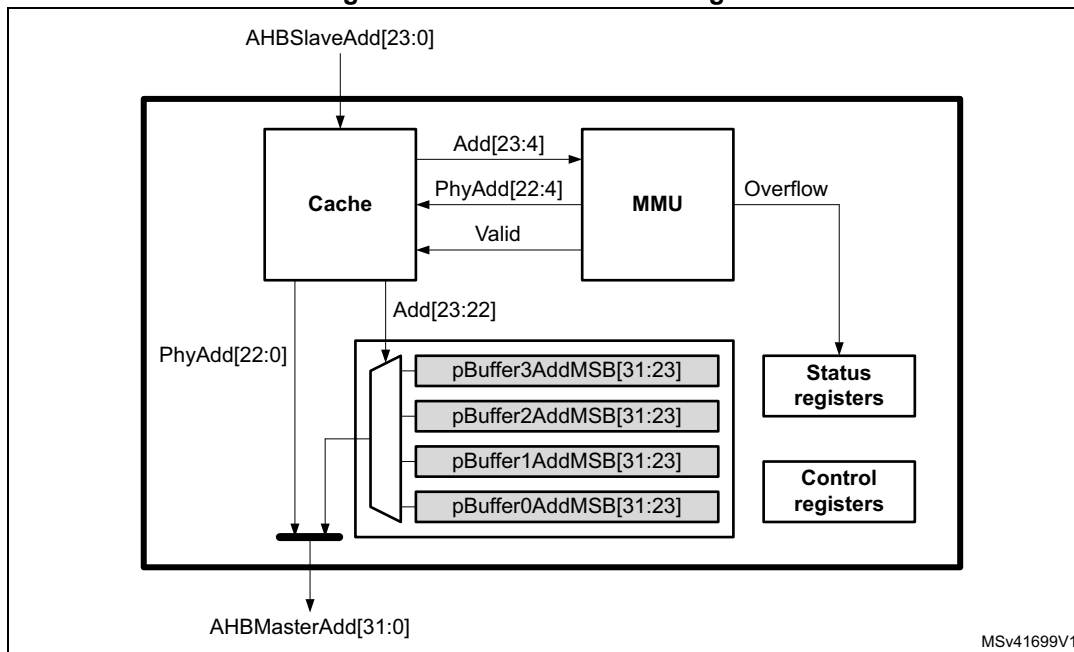 AHBSlaveAdd[23:0]
Add[23:4]
PhyAdd[22:4]
Overflow
Cache
MMU
Valid
Add[23:22]
PhyAdd[22:0]
pBuffer3AddMSB[31:23]
Status
registers
pBuffer2AddMSB[31:23]
pBuffer1AddMSB[31:23]
Control
registers
pBuffer0AddMSB[31:23]
AHBMasterAdd[31:0]
MSv41699V1